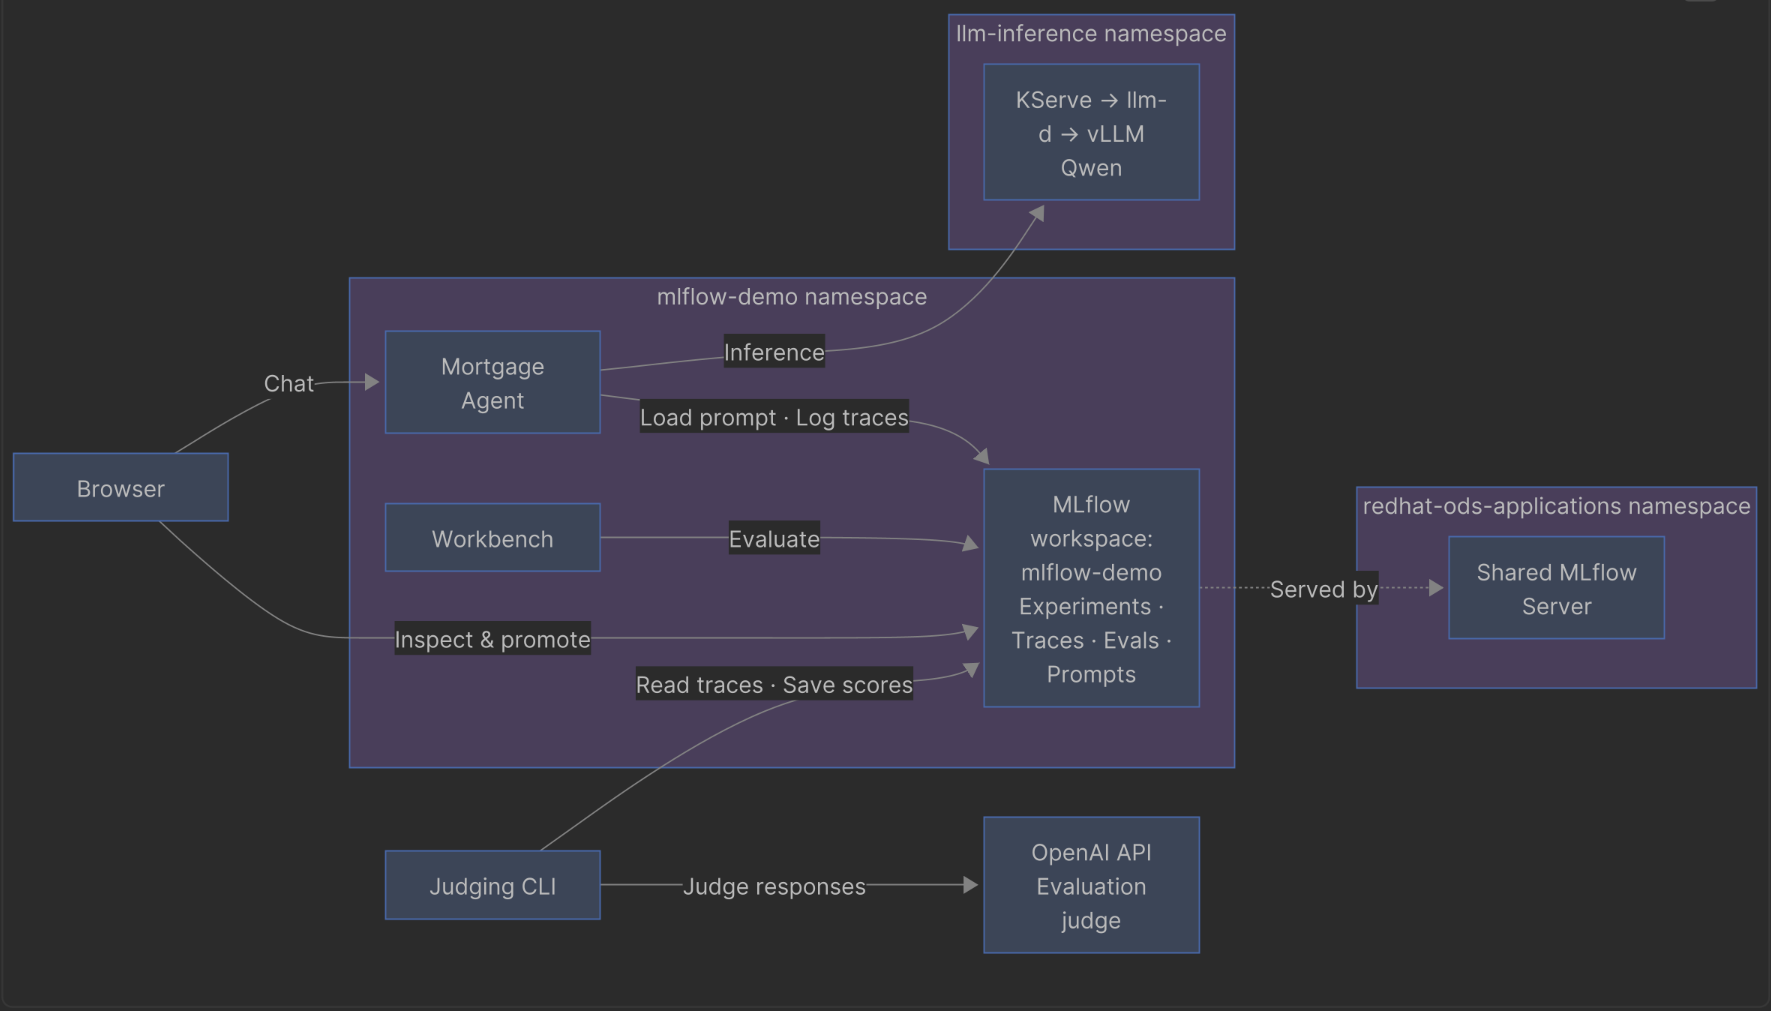 llm-inference namespace
KServe → llm-
d → vLLM
Qwen
mlflow-demo namespace
Mortgage
Agent
Inference
Chat
Load prompt · Log traces
Browser
Workbench
Evaluate
MLflow
workspace:
mlflow-demo
Experiments ·
Traces · Evals ·
Prompts
redhat-ods-applications namespace
Served by
Shared MLflow
Server
Inspect & promote
Read traces · Save scores
Judging CLI
Judge responses
OpenAI API
Evaluation
judge